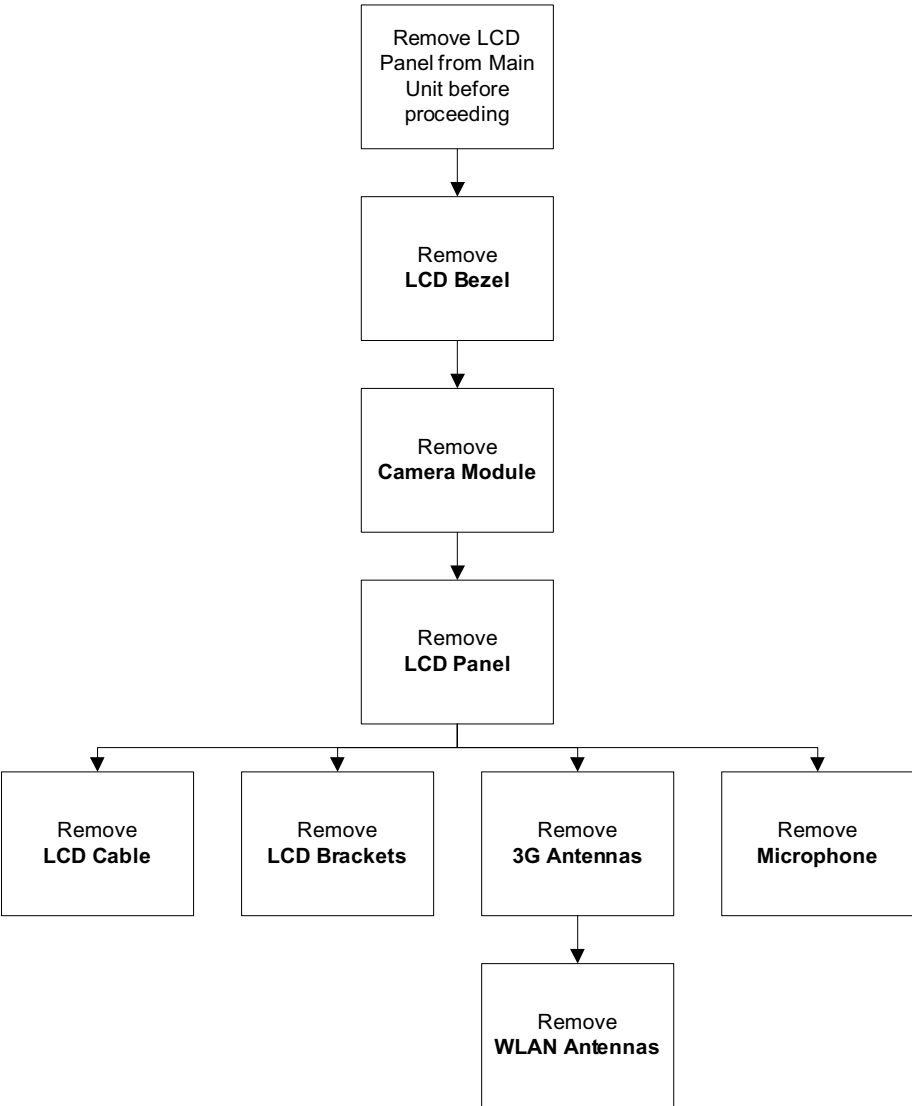 Remove LCD
Panel from Main
Unit before
proceeding
Remove
LCD Bezel
Remove
Camera Module
Remove
LCD Panel
Remove
LCD Cable
Remove
LCD Brackets
Remove
3G Antennas
Remove
Microphone
Remove
WLAN Antennas